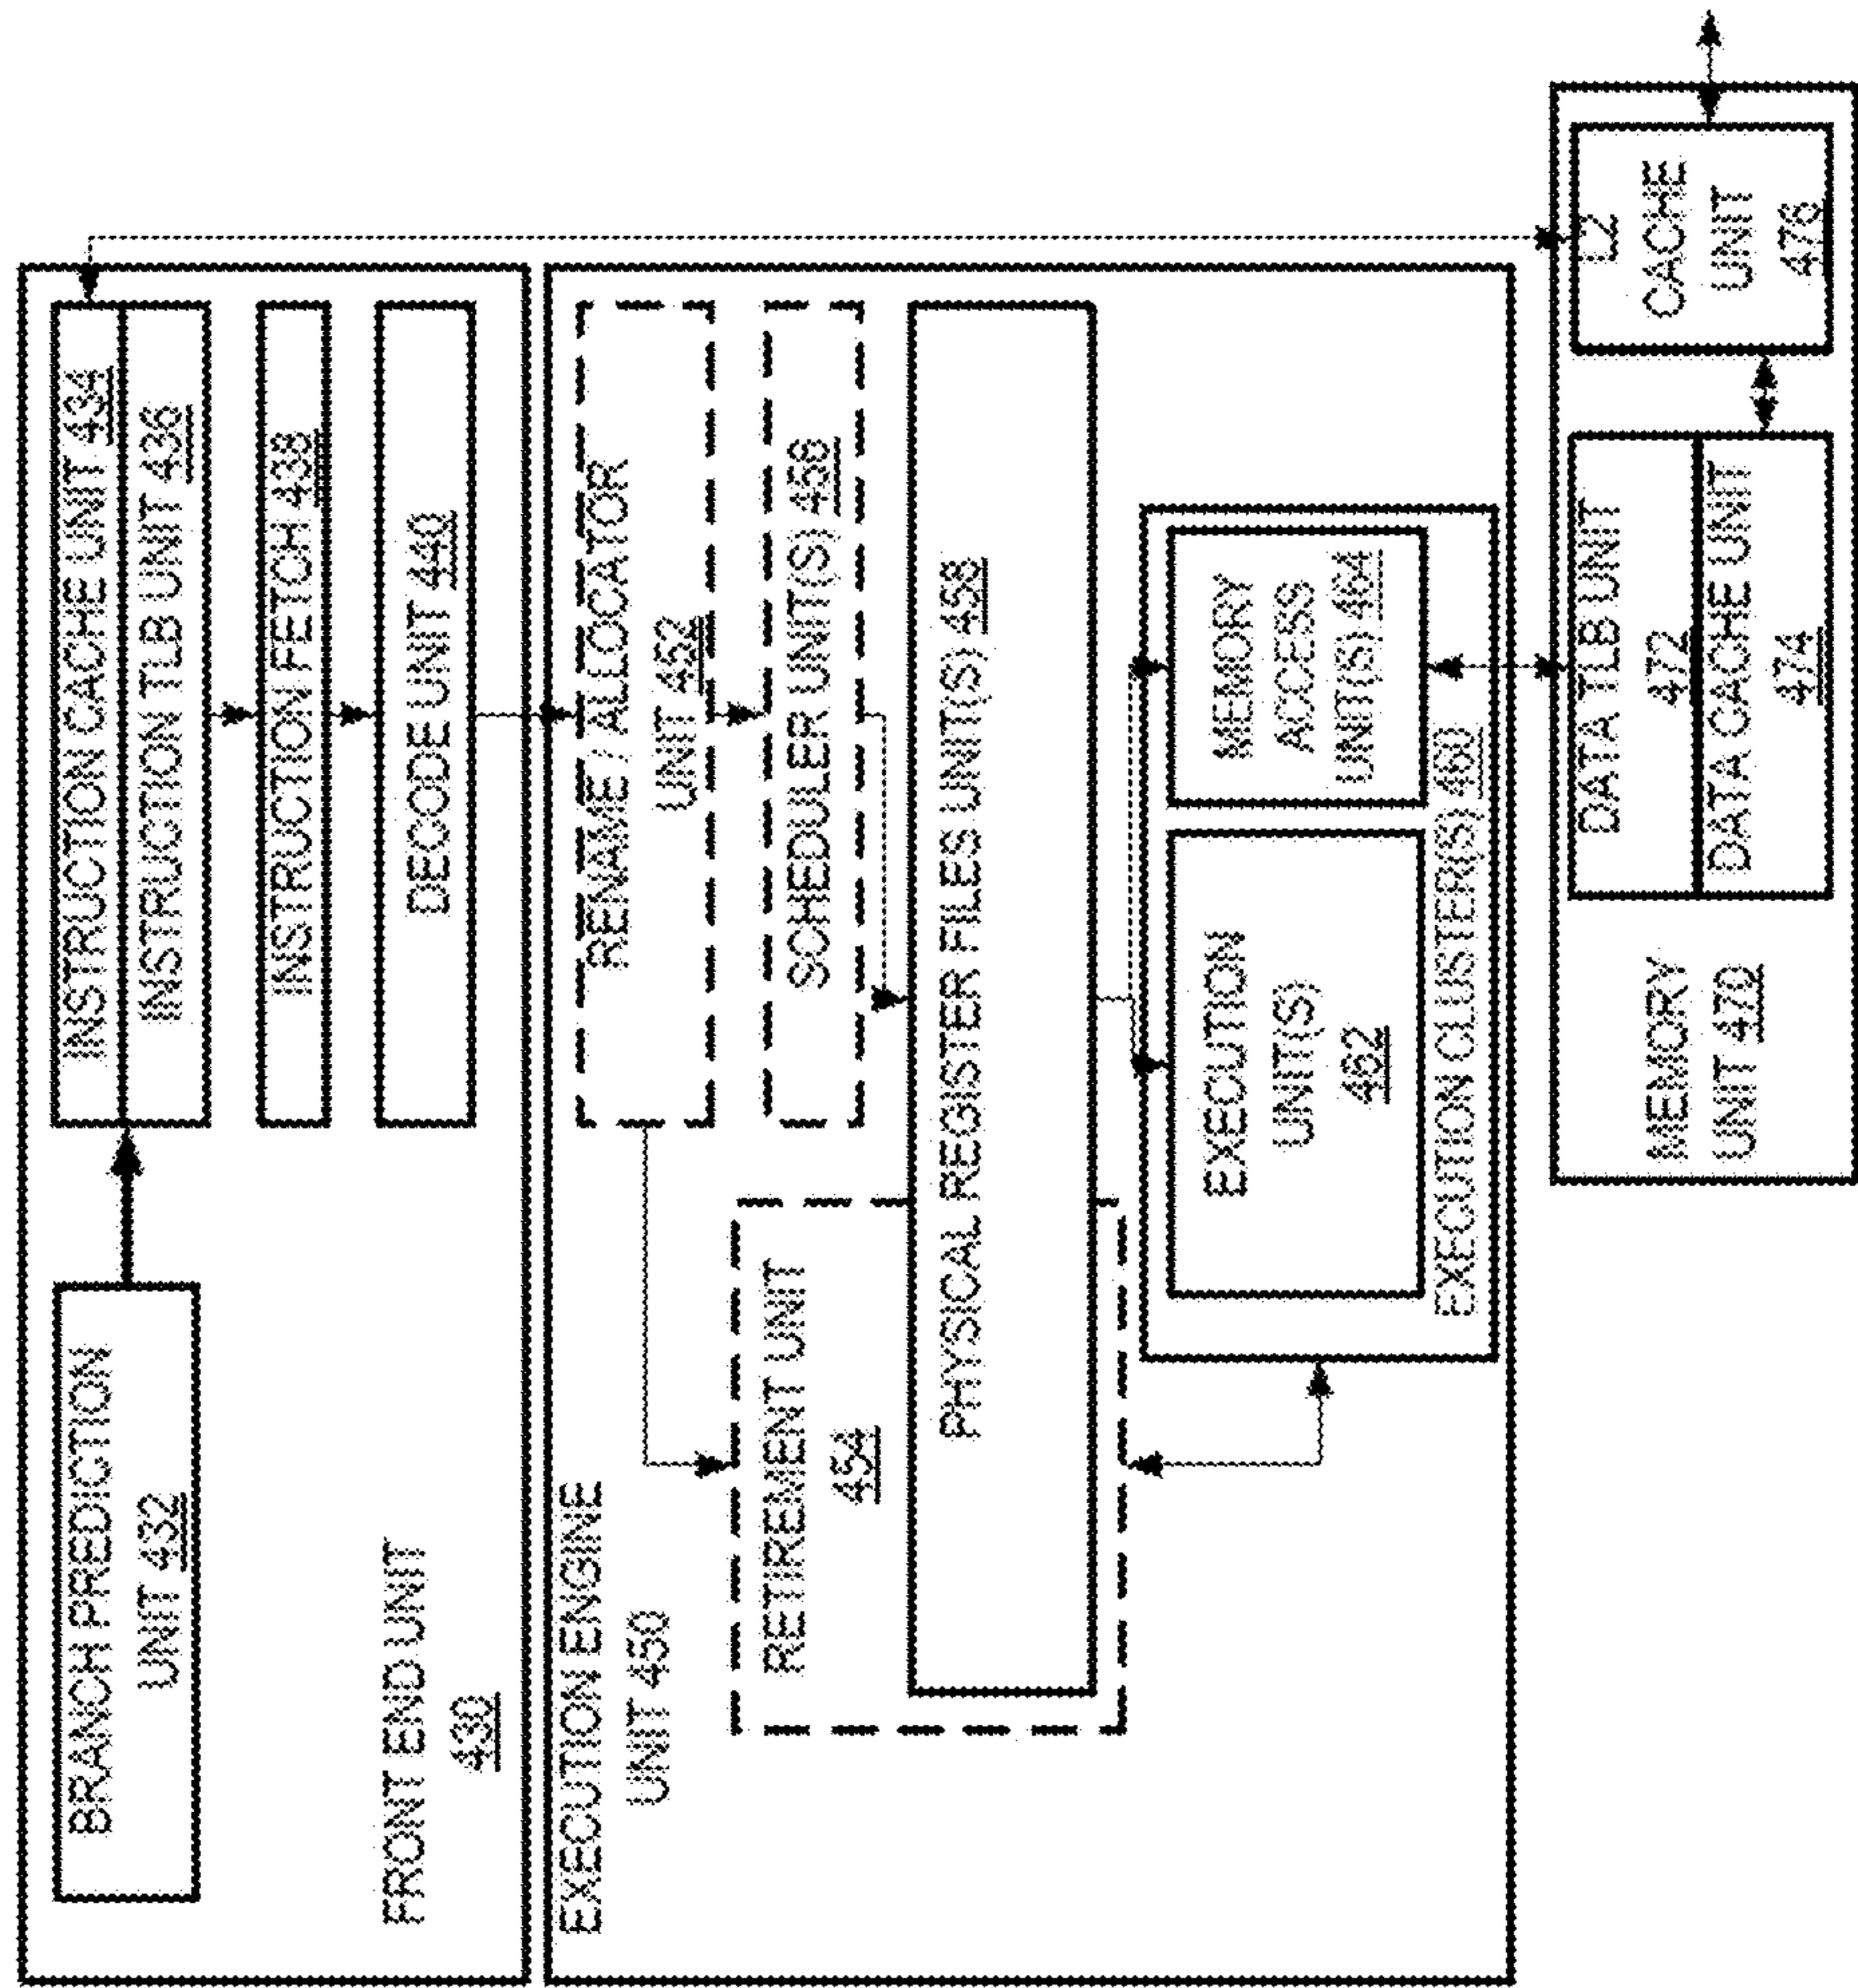 BRANCH PREDICTION
UNIT 432
INSTRUCTION CACHE UNIT 434
INSTRUCTION TLB UNIT 436
INSTRUCTION FETCH 438
DECODE UNIT 440
FRONT END UNIT
430
EXECUTION ENGINE
UNIT 450
RENAME / ALLOCATOR
UNIT 452
RETIREMENT UNIT
454
SCHEDULER UNIT(S) 456
PHYSICAL REGISTER FILES UNIT(S) 458
EXECUTION
UNIT(S)
462
MEMORY
ACCESS
UNIT(S) 464
EXECUTION CLUSTER(S) 460
MEMORY
UNIT 470
DATA TLB UNIT
472
DATA CACHE UNIT
474
L2
CACHE
UNIT
476